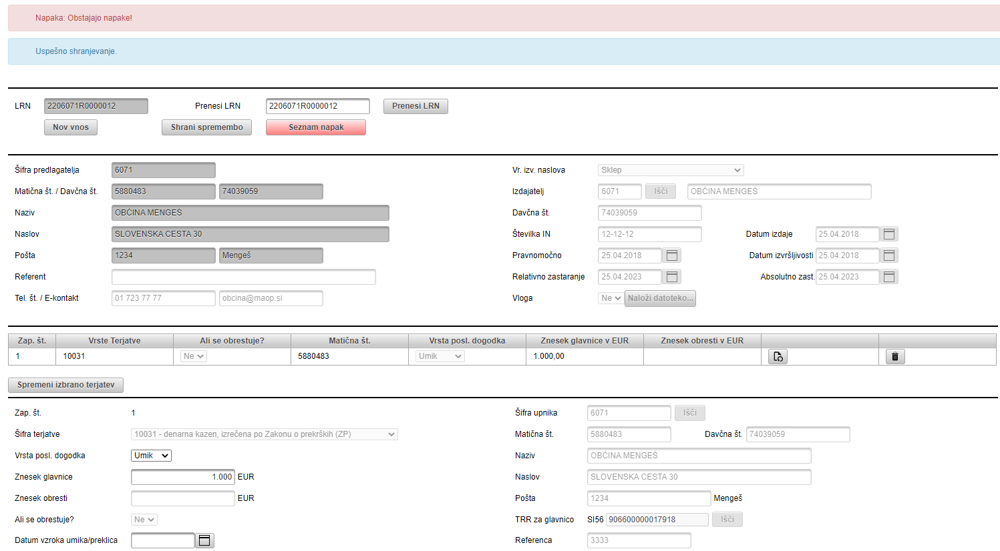 Napaka: Obstajajo napake!
Uspešno shranjevanje.
LRN 2206071R0000012 Prenesi LRN 2206071R0000012 Prenesi LRN
Nov vnos Shrani spremembo Seznam napak
Šifra predlagatelja 6071 Vr. izv. naslova Sklep
Matična št. / Davčna št. 5880483 74039059 Izdajatelj 6071 Išči OBČINA MENGEŠ
Naziv OBČINA MENGEŠ Davčna št. 74039059
Naslov SLOVENSKA CESTA 30 Številka IN 12-12-12 Datum izdaje 25.04.2018
Pošta 1234 Mengeš Pravnomočno 25.04.2018 Datum izvršljivosti 25.04.2018
Referent Relativno zastaranje 25.04.2023 Absolutno zast. 25.04.2023
Tel. št. / E-kontakt 01 723 77 77 obcina@maop.si Vloga Ne Naloži datoteko...
Zap. št. Vrste Terjatve Ali se obrestuje? Matična št. Vrsta posl. dogodka Znesek glavnice v EUR Znesek obresti v EUR
1 10031 Ne 5880483 Umik 1.000,00
Spremeni izbrano terjatev
Zap. št. 1 Šifra upnika 6071 Išči
Šifra terjatve 10031 - denarna kazen, izrečena po Zakonu o prekrških (ZP) Matična št. 5880483 Davčna št. 74039059
Vrsta posl. dogodka Umik Naziv OBČINA MENGEŠ
Znesek glavnice 1.000 EUR Naslov SLOVENSKA CESTA 30
Znesek obresti EUR Pošta 1234 Mengeš
Ali se obrestuje? Ne TRR za glavnico SI56 906600000017918 Išči
Datum vzroka umika/preklica Referenca 3333